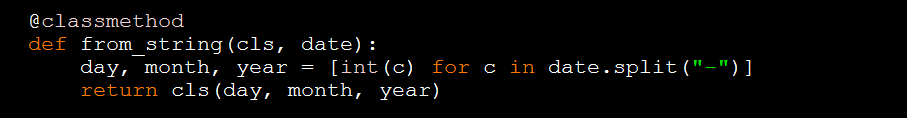 @classmethod
def from_string(cls, date):
    day, month, year = [int(c) for c in date.split("-")]
    return cls(day, month, year)